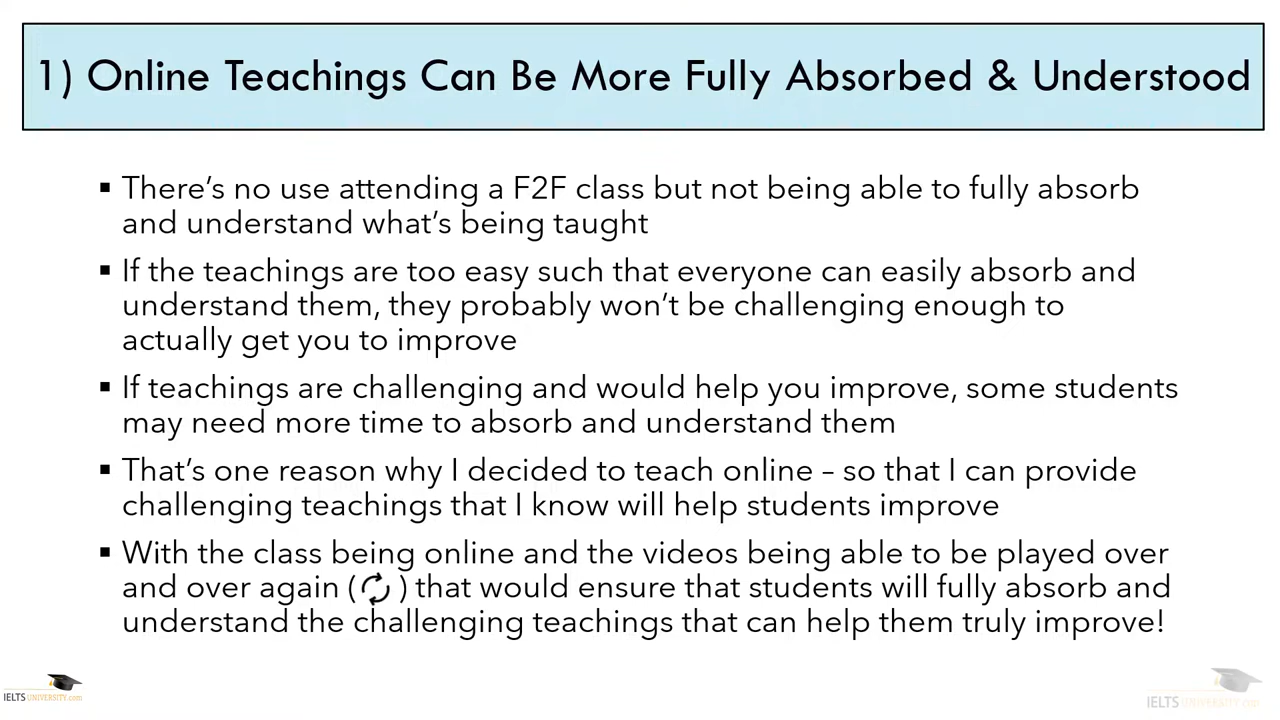 1) Online Teachings Can Be More Fully Absorbed & Understood
▪ There's no use attending a F2F class but not being able to fully absorb
and understand what's being taught
▪ If the teachings are too easy such that everyone can easily absorb and
understand them, they probably won't be challenging enough to
actually get you to improve
▪ If teachings are challenging and would help you improve, some students
may need more time to absorb and understand them
▪ That's one reason why I decided to teach online – so that I can provide
challenging teachings that I know will help students improve
▪ With the class being online and the videos being able to be played over
and over again ( ) that would ensure that students will fully absorb and
understand the challenging teachings that can help them truly improve!
IELTS UNIVERSITY.com
IELTS UNIVERSITY.com